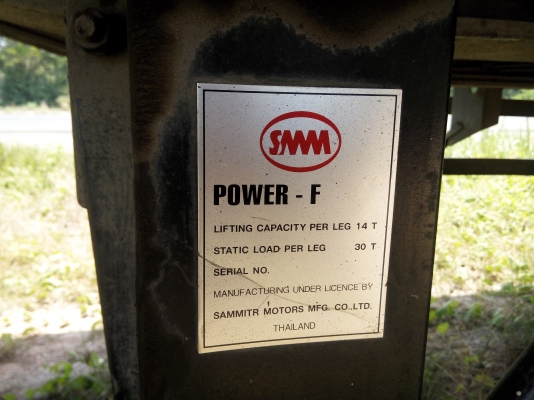 SMM
POWER - F
LIFTING CAPACITY PER LEG 14 T
STATIC LOAD PER LEG 30 T
SERIAL NO.
MANUFACTURING UNDER LICENCE BY
SAMMITR MOTORS MFG. CO.,LTD.
THAILAND